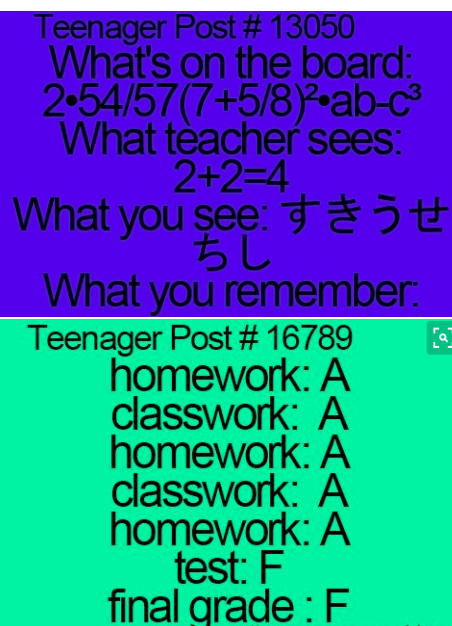 Teenager Post # 13050
What's on the board:
2•54/57(7+5/8)²•ab-c³
What teacher sees:
2+2=4
What you see: すきうせ
ちし
What you remember:
Teenager Post # 16789
homework: A
classwork: A
homework: A
classwork: A
homework: A
test: F
final grade : F